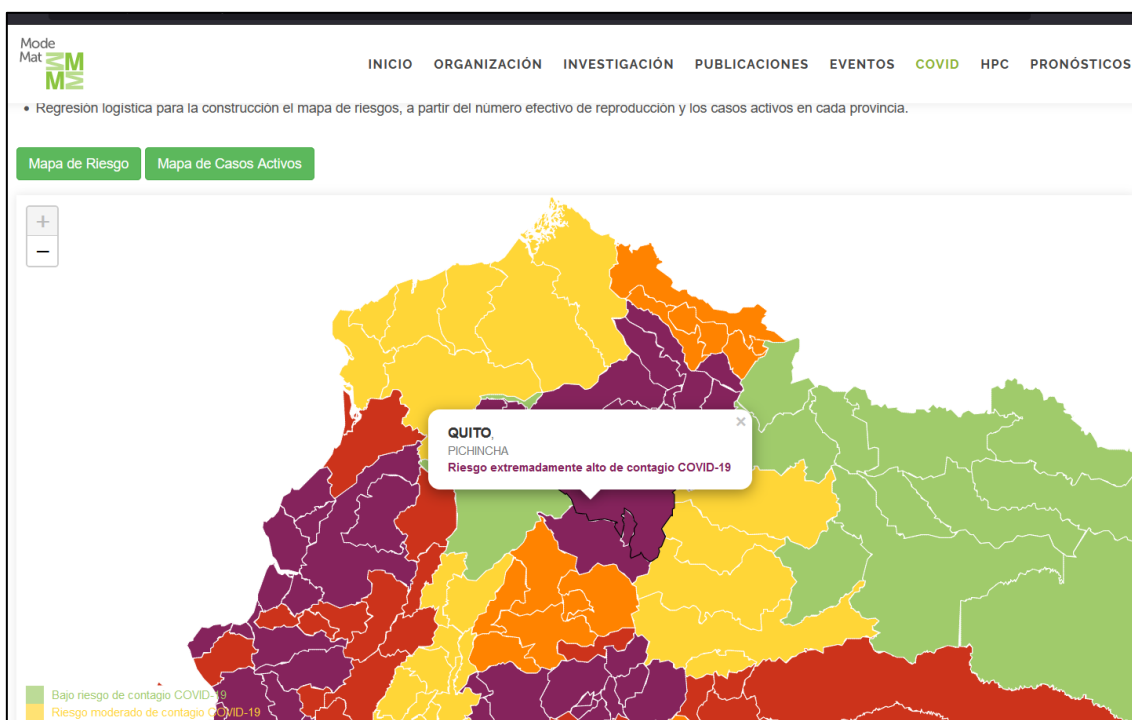 Mode
Mat
MM
MM
INICIO ORGANIZACIÓN INVESTIGACIÓN PUBLICACIONES EVENTOS COVID HPC PRONÓSTICOS
• Regresión logística para la construcción el mapa de riesgos, a partir del número efectivo de reproducción y los casos activos en cada provincia.
Mapa de Riesgo Mapa de Casos Activos
+
−
×
QUITO,
PICHINCHA
Riesgo extremadamente alto de contagio COVID-19
Bajo riesgo de contagio COVID-19
Riesgo moderado de contagio COVID-19